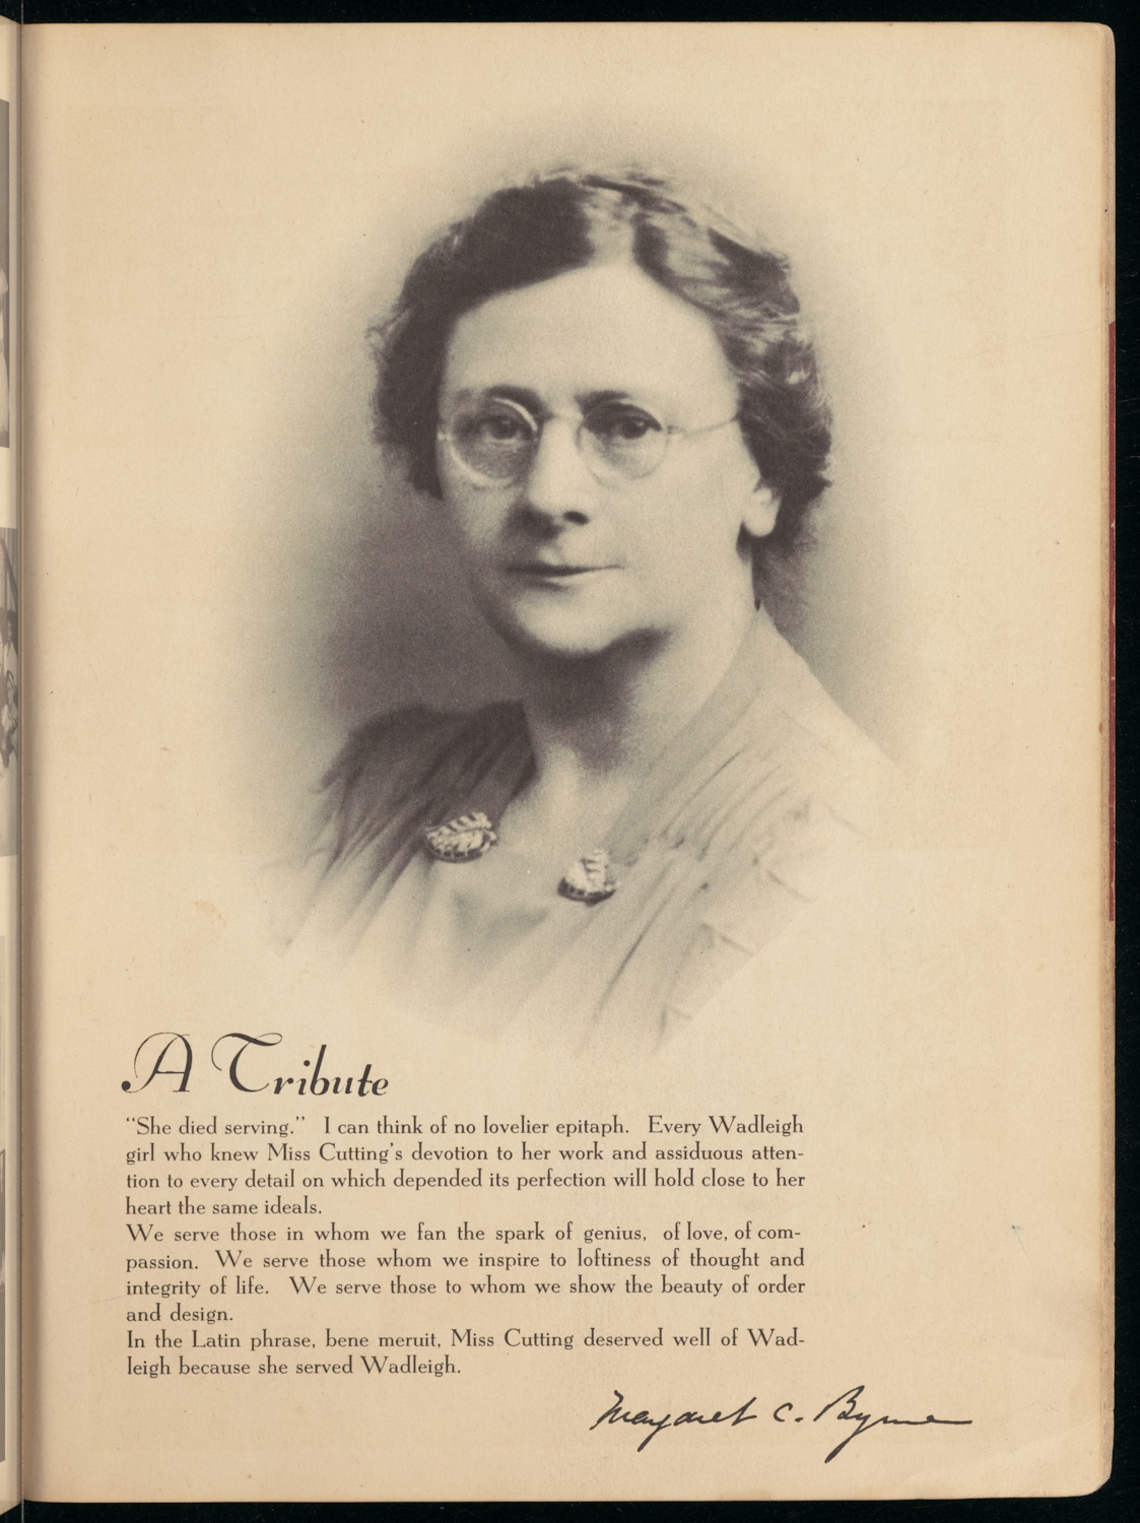 A Tribute
“She died serving.” I can think of no lovelier epitaph. Every Wadleigh
girl who knew Miss Cutting's devotion to her work and assiduous atten-
tion to every detail on which depended its perfection will hold close to her
heart the same ideals.
We serve those in whom we fan the spark of genius, of love, of com-
passion. We serve those whom we inspire to loftiness of thought and
integrity of life. We serve those to whom we show the beauty of order
and design.
In the Latin phrase, bene meruit, Miss Cutting deserved well of Wad-
leigh because she served Wadleigh.
Margaret C. Byrne